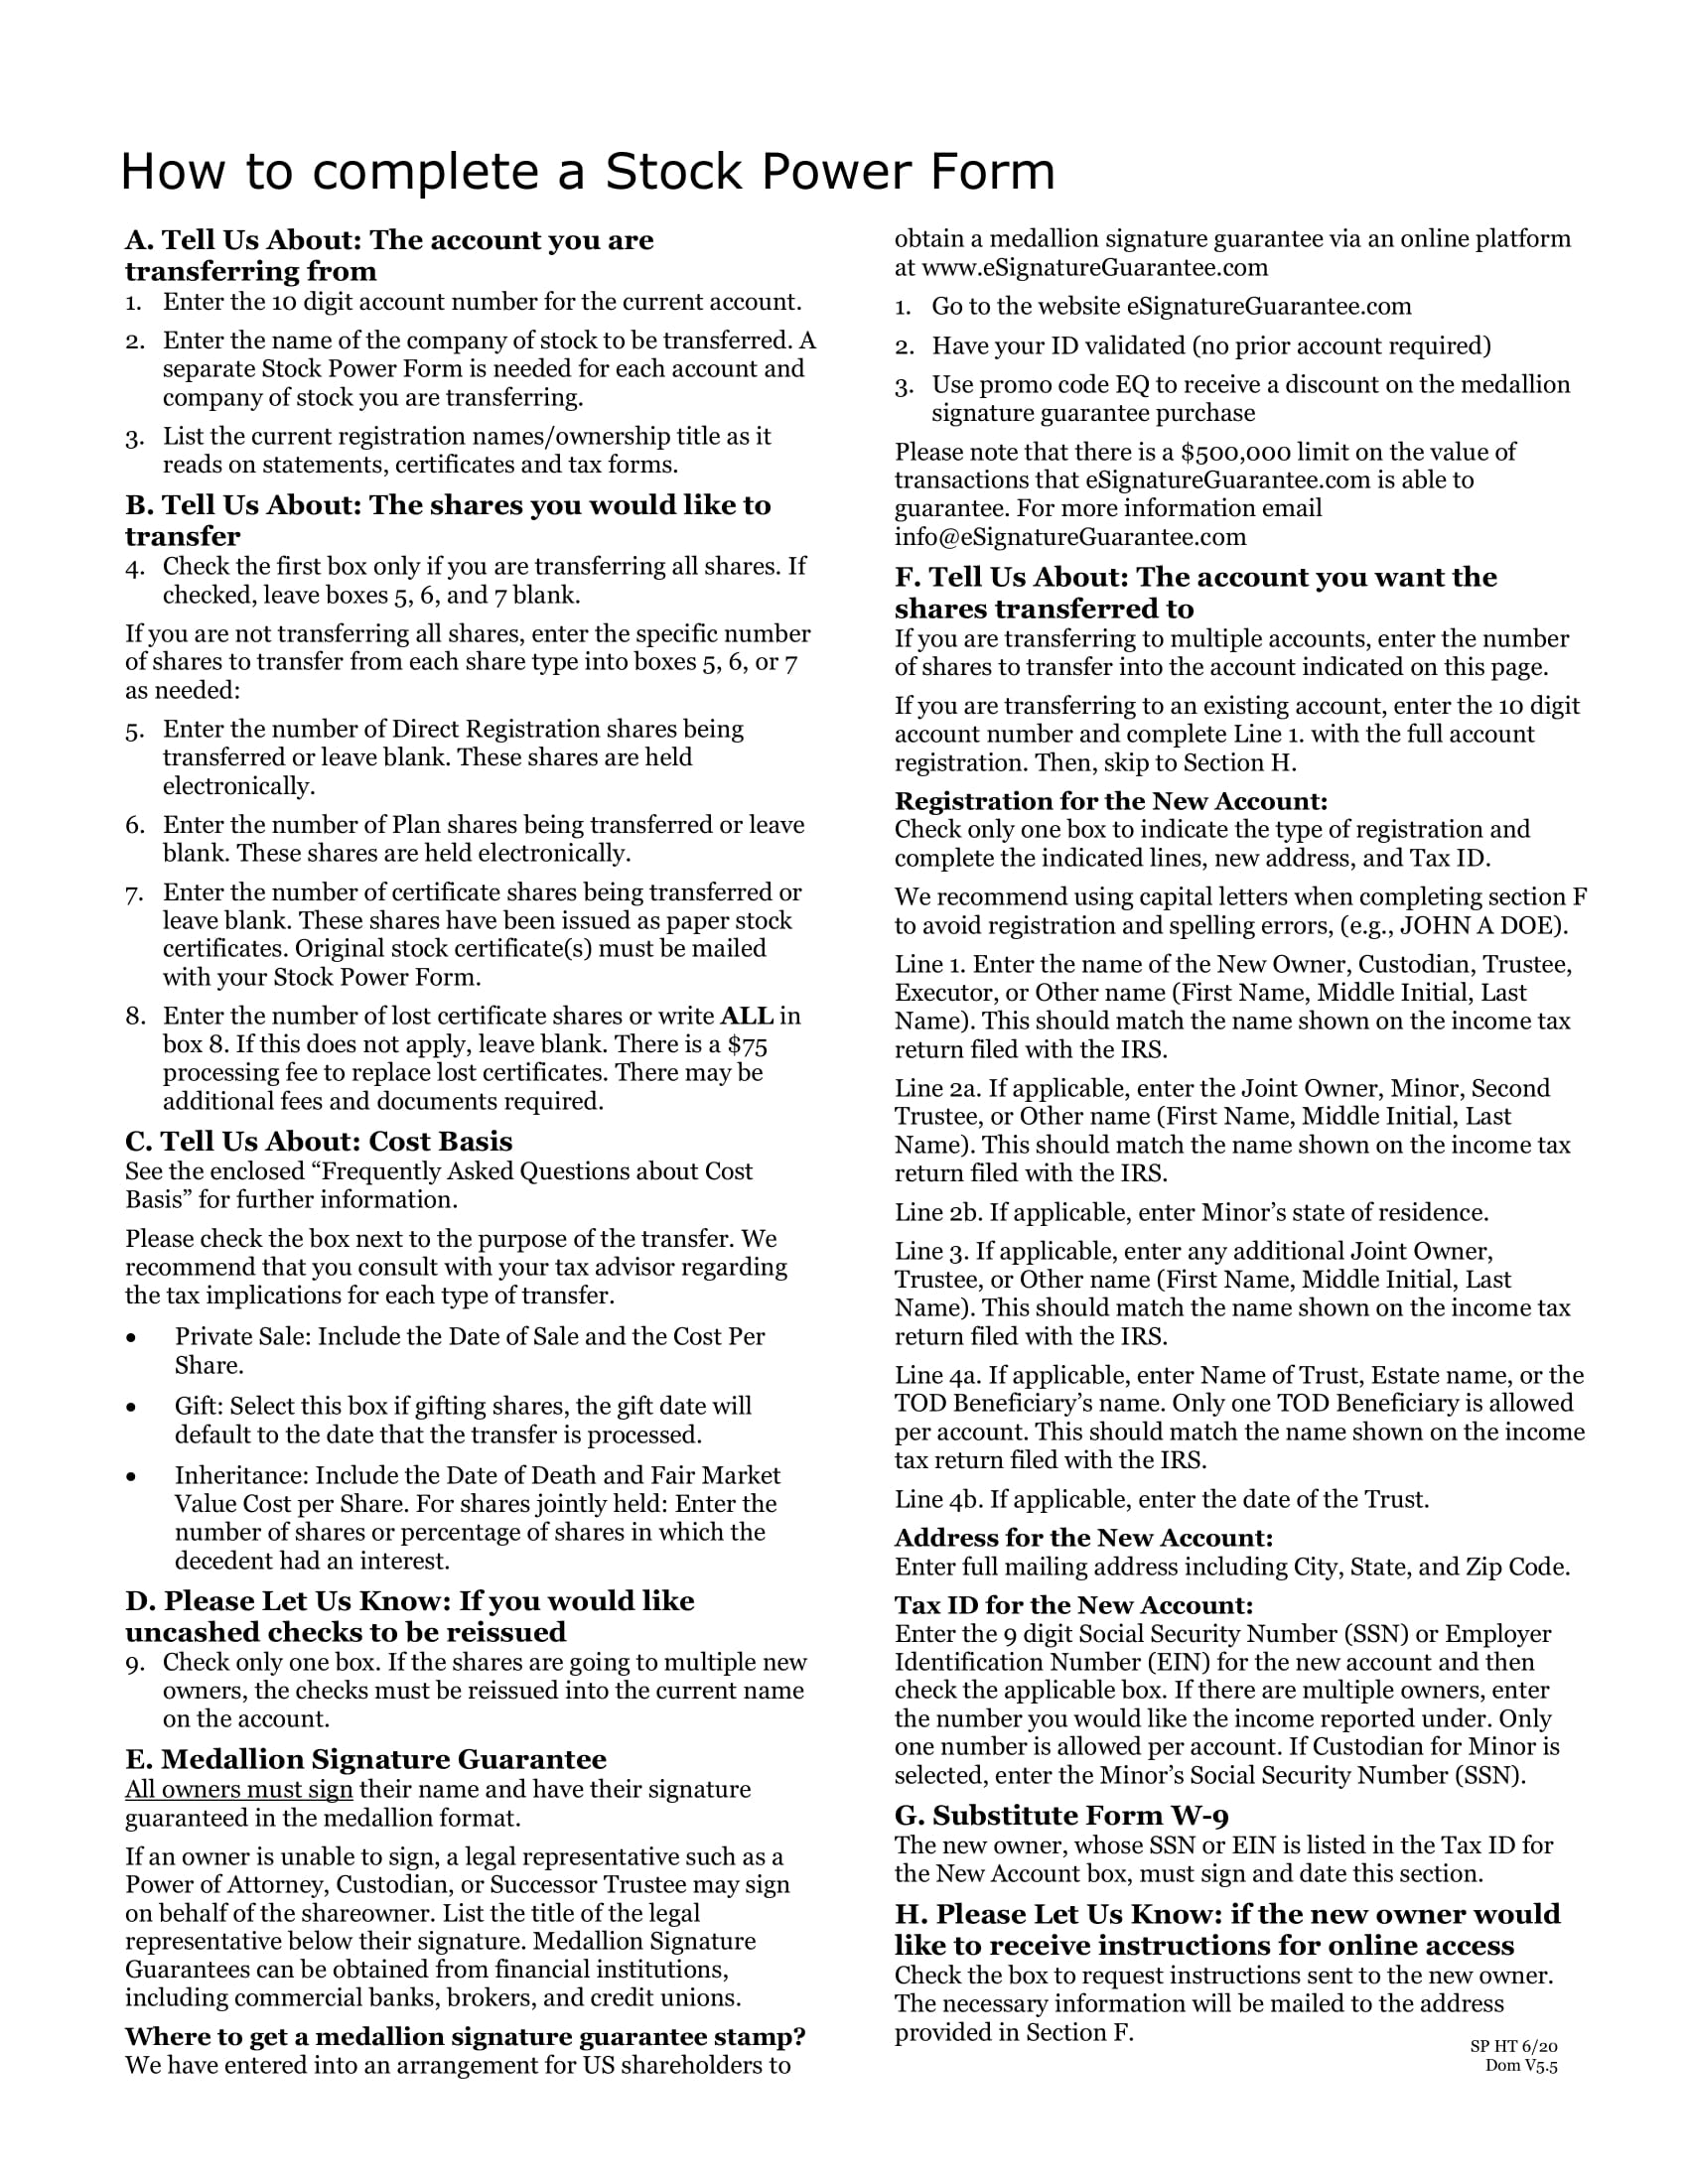 How to complete a Stock Power Form
A. Tell Us About: The account you are
transferring from
1. Enter the 10 digit account number for the current account.
2. Enter the name of the company of stock to be transferred. A
separate Stock Power Form is needed for each account and
company of stock you are transferring.
3. List the current registration names/ownership title as it
reads on statements, certificates and tax forms.
B. Tell Us About: The shares you would like to
transfer
4. Check the first box only if you are transferring all shares. If
checked, leave boxes 5, 6, and 7 blank.
If you are not transferring all shares, enter the specific number
of shares to transfer from each share type into boxes 5, 6, or 7
as needed:
5. Enter the number of Direct Registration shares being
transferred or leave blank. These shares are held
electronically.
6. Enter the number of Plan shares being transferred or leave
blank. These shares are held electronically.
7. Enter the number of certificate shares being transferred or
leave blank. These shares have been issued as paper stock
certificates. Original stock certificate(s) must be mailed
with your Stock Power Form.
8. Enter the number of lost certificate shares or write ALL in
box 8. If this does not apply, leave blank. There is a $75
processing fee to replace lost certificates. There may be
additional fees and documents required.
C. Tell Us About: Cost Basis
See the enclosed “Frequently Asked Questions about Cost
Basis” for further information.
Please check the box next to the purpose of the transfer. We
recommend that you consult with your tax advisor regarding
the tax implications for each type of transfer.
• Private Sale: Include the Date of Sale and the Cost Per
Share.
• Gift: Select this box if gifting shares, the gift date will
default to the date that the transfer is processed.
• Inheritance: Include the Date of Death and Fair Market
Value Cost per Share. For shares jointly held: Enter the
number of shares or percentage of shares in which the
decedent had an interest.
D. Please Let Us Know: If you would like
uncashed checks to be reissued
9. Check only one box. If the shares are going to multiple new
owners, the checks must be reissued into the current name
on the account.
E. Medallion Signature Guarantee
All owners must sign their name and have their signature
guaranteed in the medallion format.
If an owner is unable to sign, a legal representative such as a
Power of Attorney, Custodian, or Successor Trustee may sign
on behalf of the shareowner. List the title of the legal
representative below their signature. Medallion Signature
Guarantees can be obtained from financial institutions,
including commercial banks, brokers, and credit unions.
Where to get a medallion signature guarantee stamp?
We have entered into an arrangement for US shareholders to
obtain a medallion signature guarantee via an online platform
at www.eSignatureGuarantee.com
1. Go to the website eSignatureGuarantee.com
2. Have your ID validated (no prior account required)
3. Use promo code EQ to receive a discount on the medallion
signature guarantee purchase
Please note that there is a $500,000 limit on the value of
transactions that eSignatureGuarantee.com is able to
guarantee. For more information email
info@eSignatureGuarantee.com
F. Tell Us About: The account you want the
shares transferred to
If you are transferring to multiple accounts, enter the number
of shares to transfer into the account indicated on this page.
If you are transferring to an existing account, enter the 10 digit
account number and complete Line 1. with the full account
registration. Then, skip to Section H.
Registration for the New Account:
Check only one box to indicate the type of registration and
complete the indicated lines, new address, and Tax ID.
We recommend using capital letters when completing section F
to avoid registration and spelling errors, (e.g., JOHN A DOE).
Line 1. Enter the name of the New Owner, Custodian, Trustee,
Executor, or Other name (First Name, Middle Initial, Last
Name). This should match the name shown on the income tax
return filed with the IRS.
Line 2a. If applicable, enter the Joint Owner, Minor, Second
Trustee, or Other name (First Name, Middle Initial, Last
Name). This should match the name shown on the income tax
return filed with the IRS.
Line 2b. If applicable, enter Minor’s state of residence.
Line 3. If applicable, enter any additional Joint Owner,
Trustee, or Other name (First Name, Middle Initial, Last
Name). This should match the name shown on the income tax
return filed with the IRS.
Line 4a. If applicable, enter Name of Trust, Estate name, or the
TOD Beneficiary’s name. Only one TOD Beneficiary is allowed
per account. This should match the name shown on the income
tax return filed with the IRS.
Line 4b. If applicable, enter the date of the Trust.
Address for the New Account:
Enter full mailing address including City, State, and Zip Code.
Tax ID for the New Account:
Enter the 9 digit Social Security Number (SSN) or Employer
Identification Number (EIN) for the new account and then
check the applicable box. If there are multiple owners, enter
the number you would like the income reported under. Only
one number is allowed per account. If Custodian for Minor is
selected, enter the Minor’s Social Security Number (SSN).
G. Substitute Form W-9
The new owner, whose SSN or EIN is listed in the Tax ID for
the New Account box, must sign and date this section.
H. Please Let Us Know: if the new owner would
like to receive instructions for online access
Check the box to request instructions sent to the new owner.
The necessary information will be mailed to the address
provided in Section F.
SP HT 6/20
Dom V5.5